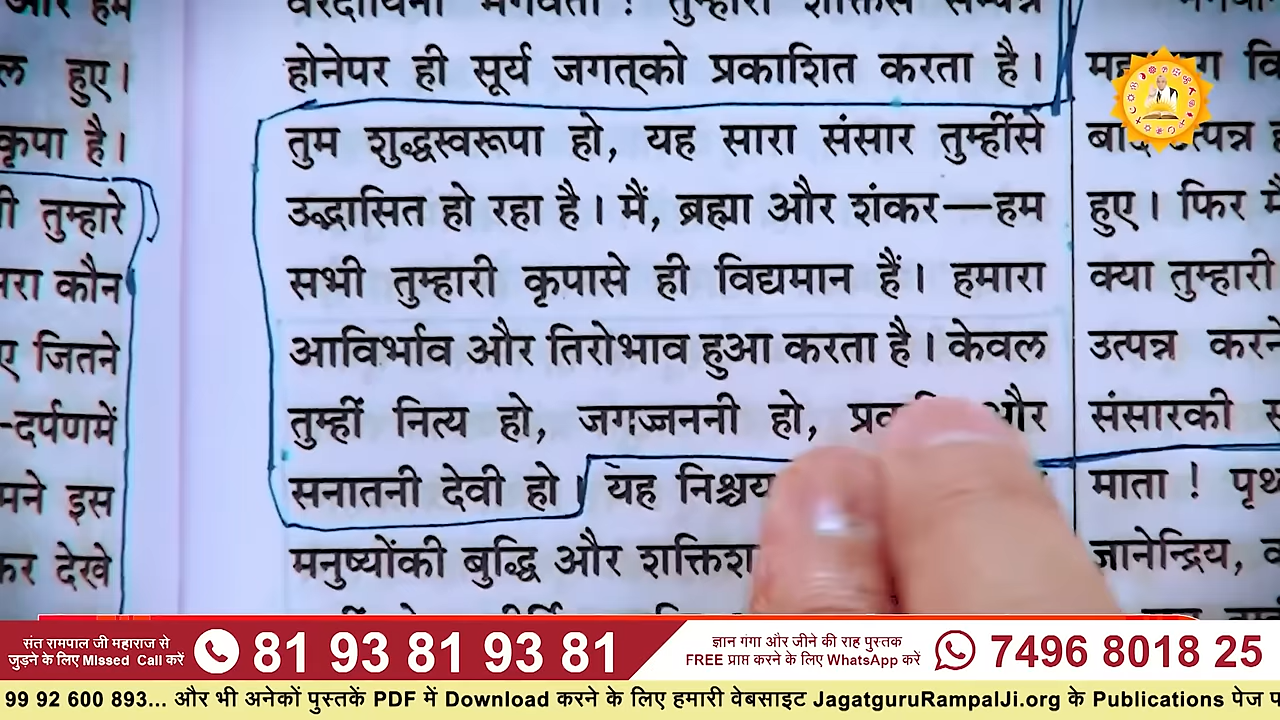 होनेपर ही सूर्य जगत्‌को प्रकाशित करता है।
तुम शुद्धस्वरूपा हो, यह सारा संसार तुम्हींसे
उद्भासित हो रहा है। मैं, ब्रह्मा और शंकर—हम
सभी तुम्हारी कृपासे ही विद्यमान हैं। हमारा
आविर्भाव और तिरोभाव हुआ करता है। केवल
तुम्हीं नित्य हो, जगज्जननी हो, और
सनातनी देवी हो। यह
मनुष्योंकी बुद्धि और
हुए।
कृपा है।
तुम्हारे
कौन
जितने
दर्पणमें
इस
देखे
हुए। फिर
क्या तुम्हारी
उत्पन्न
संसारकी
माता !
संत रामपाल जी महाराज से
जुड़ने के लिए Missed Call करें
81 93 81 93 81
ज्ञान गंगा और जीने की राह पुस्तक
FREE प्राप्त करने के लिए WhatsApp करें
7496 8018 25
99 92 600 893... और भी अनेकों पुस्तकें PDF में Download करने के लिए हमारी वेबसाइट JagatguruRampalJi.org के Publications पेज